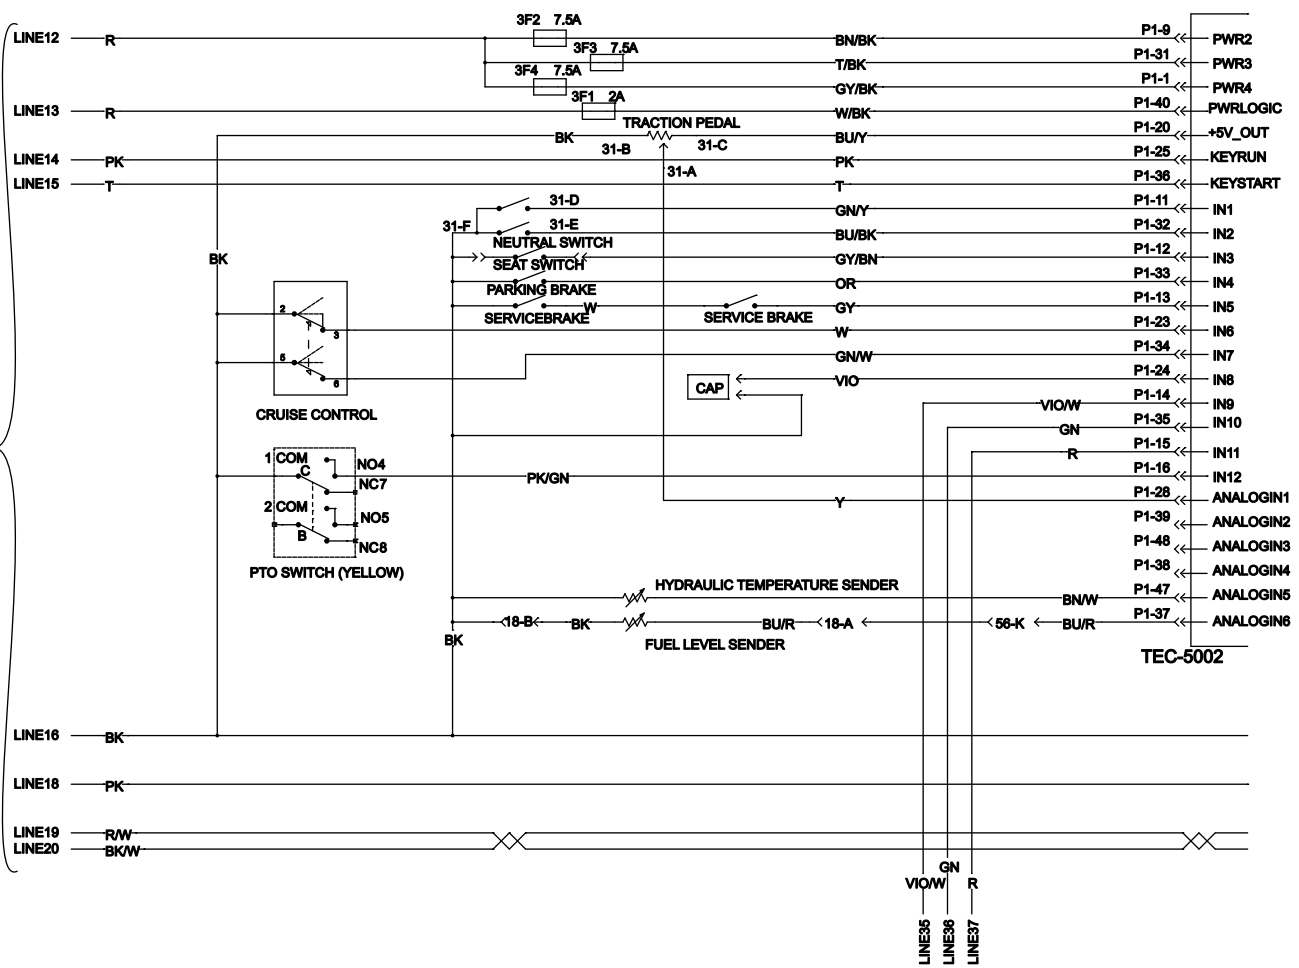 3F2 7.5A
LINE12 R BN/BK P1-9 PWR2
3F3 7.5A
T/BK P1-31 PWR3
3F4 7.5A
GY/BK P1-1 PWR4
3F1 2A
LINE13 R W/BK P1-40 PWRLOGIC
TRACTION PEDAL
BK BU/Y P1-20 +5V_OUT
31-B 31-C
LINE14 PK PK P1-25 KEYRUN
31-A
LINE15 T T P1-36 KEYSTART
31-D GN/Y P1-11 IN1
31-F 31-E BU/BK P1-32 IN2
NEUTRAL SWITCH
BK GY/BN P1-12 IN3
SEAT SWITCH
OR P1-33 IN4
PARKING BRAKE
W GY P1-13 IN5
SERVICEBRAKE SERVICE BRAKE
2
3 W P1-23 IN6
5 GN/W P1-34 IN7
6 VIO P1-24 IN8
CAP
VIO/W P1-14 IN9
CRUISE CONTROL
GN P1-35 IN10
R P1-15 IN11
1 COM NO4
C PK/GN P1-16 IN12
NC7
Y P1-28 ANALOGIN1
2 COM NO5
P1-39 ANALOGIN2
B NC8
P1-48 ANALOGIN3
PTO SWITCH (YELLOW)
P1-38 ANALOGIN4
HYDRAULIC TEMPERATURE SENDER
BN/W P1-47 ANALOGIN5
18-B BK BU/R 18-A 56-K BU/R P1-37 ANALOGIN6
BK
FUEL LEVEL SENDER
TEC-5002
LINE16 BK
LINE18 PK
LINE19 R/W
LINE20 BK/W
GN
VIO/W R
LINE35
LINE36
LINE37